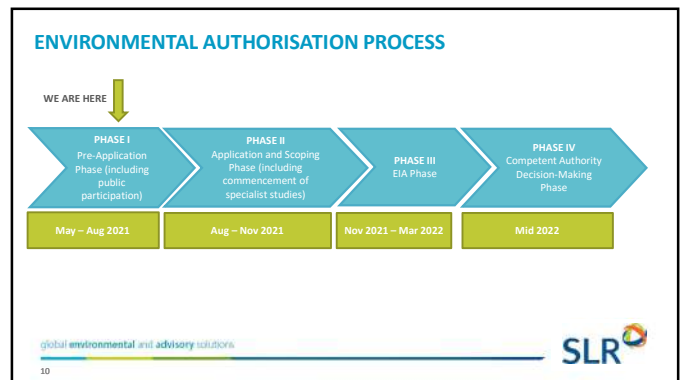 ENVIRONMENTAL AUTHORISATION PROCESS
WE ARE HERE
PHASE I
Pre-Application
Phase (including
public
participation)
PHASE II
Application and Scoping
Phase (including
commencement of
specialist studies)
PHASE III
EIA Phase
PHASE IV
Competent Authority
Decision-Making
Phase
May – Aug 2021
Aug – Nov 2021
Nov 2021 – Mar 2022
Mid 2022
global environmental and advisory solutions
SLR
10